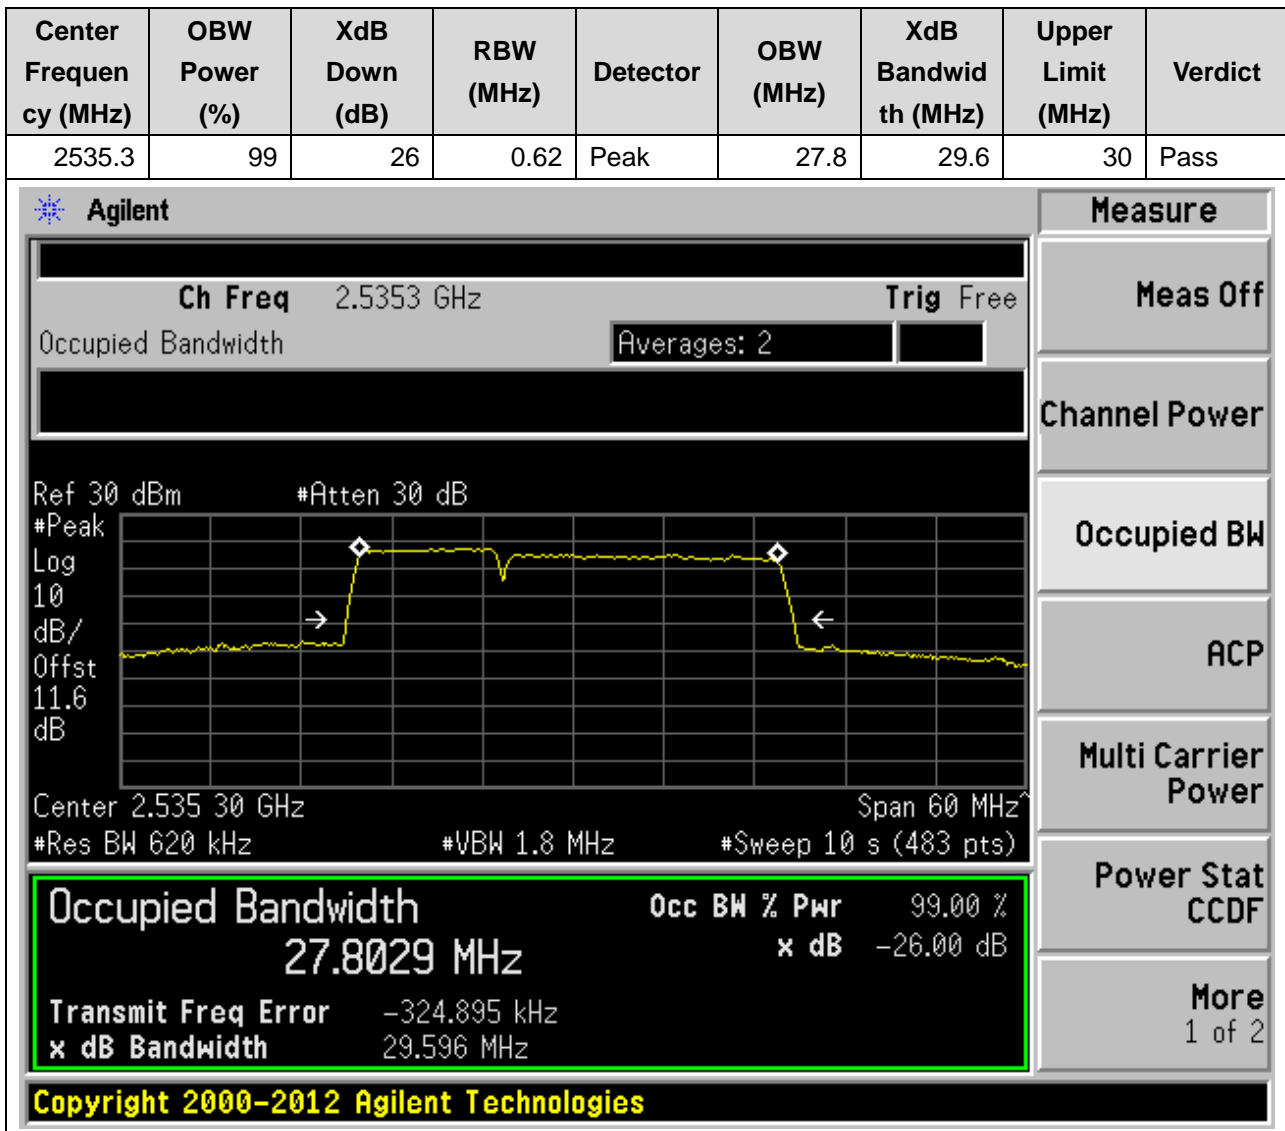 Center Frequen cy (MHz)
OBW Power (%)
XdB Down (dB)
RBW (MHz)
Detector
OBW (MHz)
XdB Bandwid th (MHz)
Upper Limit (MHz)
Verdict
2535.3 99 26 0.62 Peak 27.8 29.6 30 Pass
Agilent
Measure
Ch Freq 2.5353 GHz Trig Free
Occupied Bandwidth Averages: 2
Meas Off
Channel Power
Occupied BW
ACP
Multi Carrier
Power
Power Stat
CCDF
More
1 of 2
Ref 30 dBm #Atten 30 dB
#Peak
Log
10
dB/
Offst
11.6
dB
Center 2.535 30 GHz Span 60 MHz^
#Res BW 620 kHz #VBW 1.8 MHz #Sweep 10 s (483 pts)
Occupied Bandwidth Occ BW % Pwr 99.00 %
27.8029 MHz x dB -26.00 dB
Transmit Freq Error -324.895 kHz
x dB Bandwidth 29.596 MHz
Copyright 2000-2012 Agilent Technologies